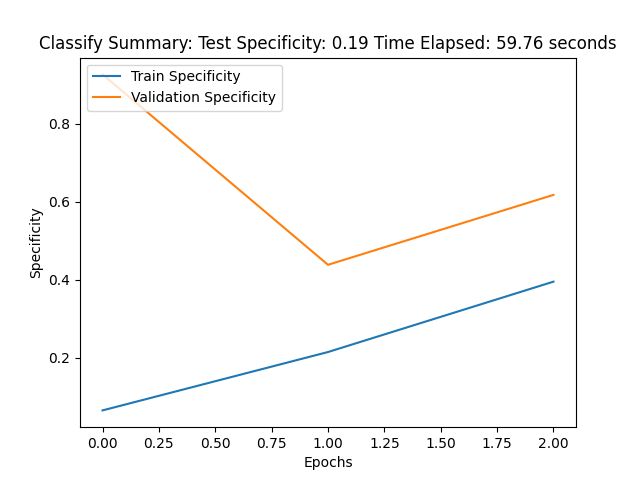 Classify Summary: Test Specificity: 0.19 Time Elapsed: 59.76 seconds
Train Specificity
Validation Specificity
0.8
0.6
0.4
0.2
Specificity
0.00 0.25 0.50 0.75 1.00 1.25 1.50 1.75 2.00
Epochs